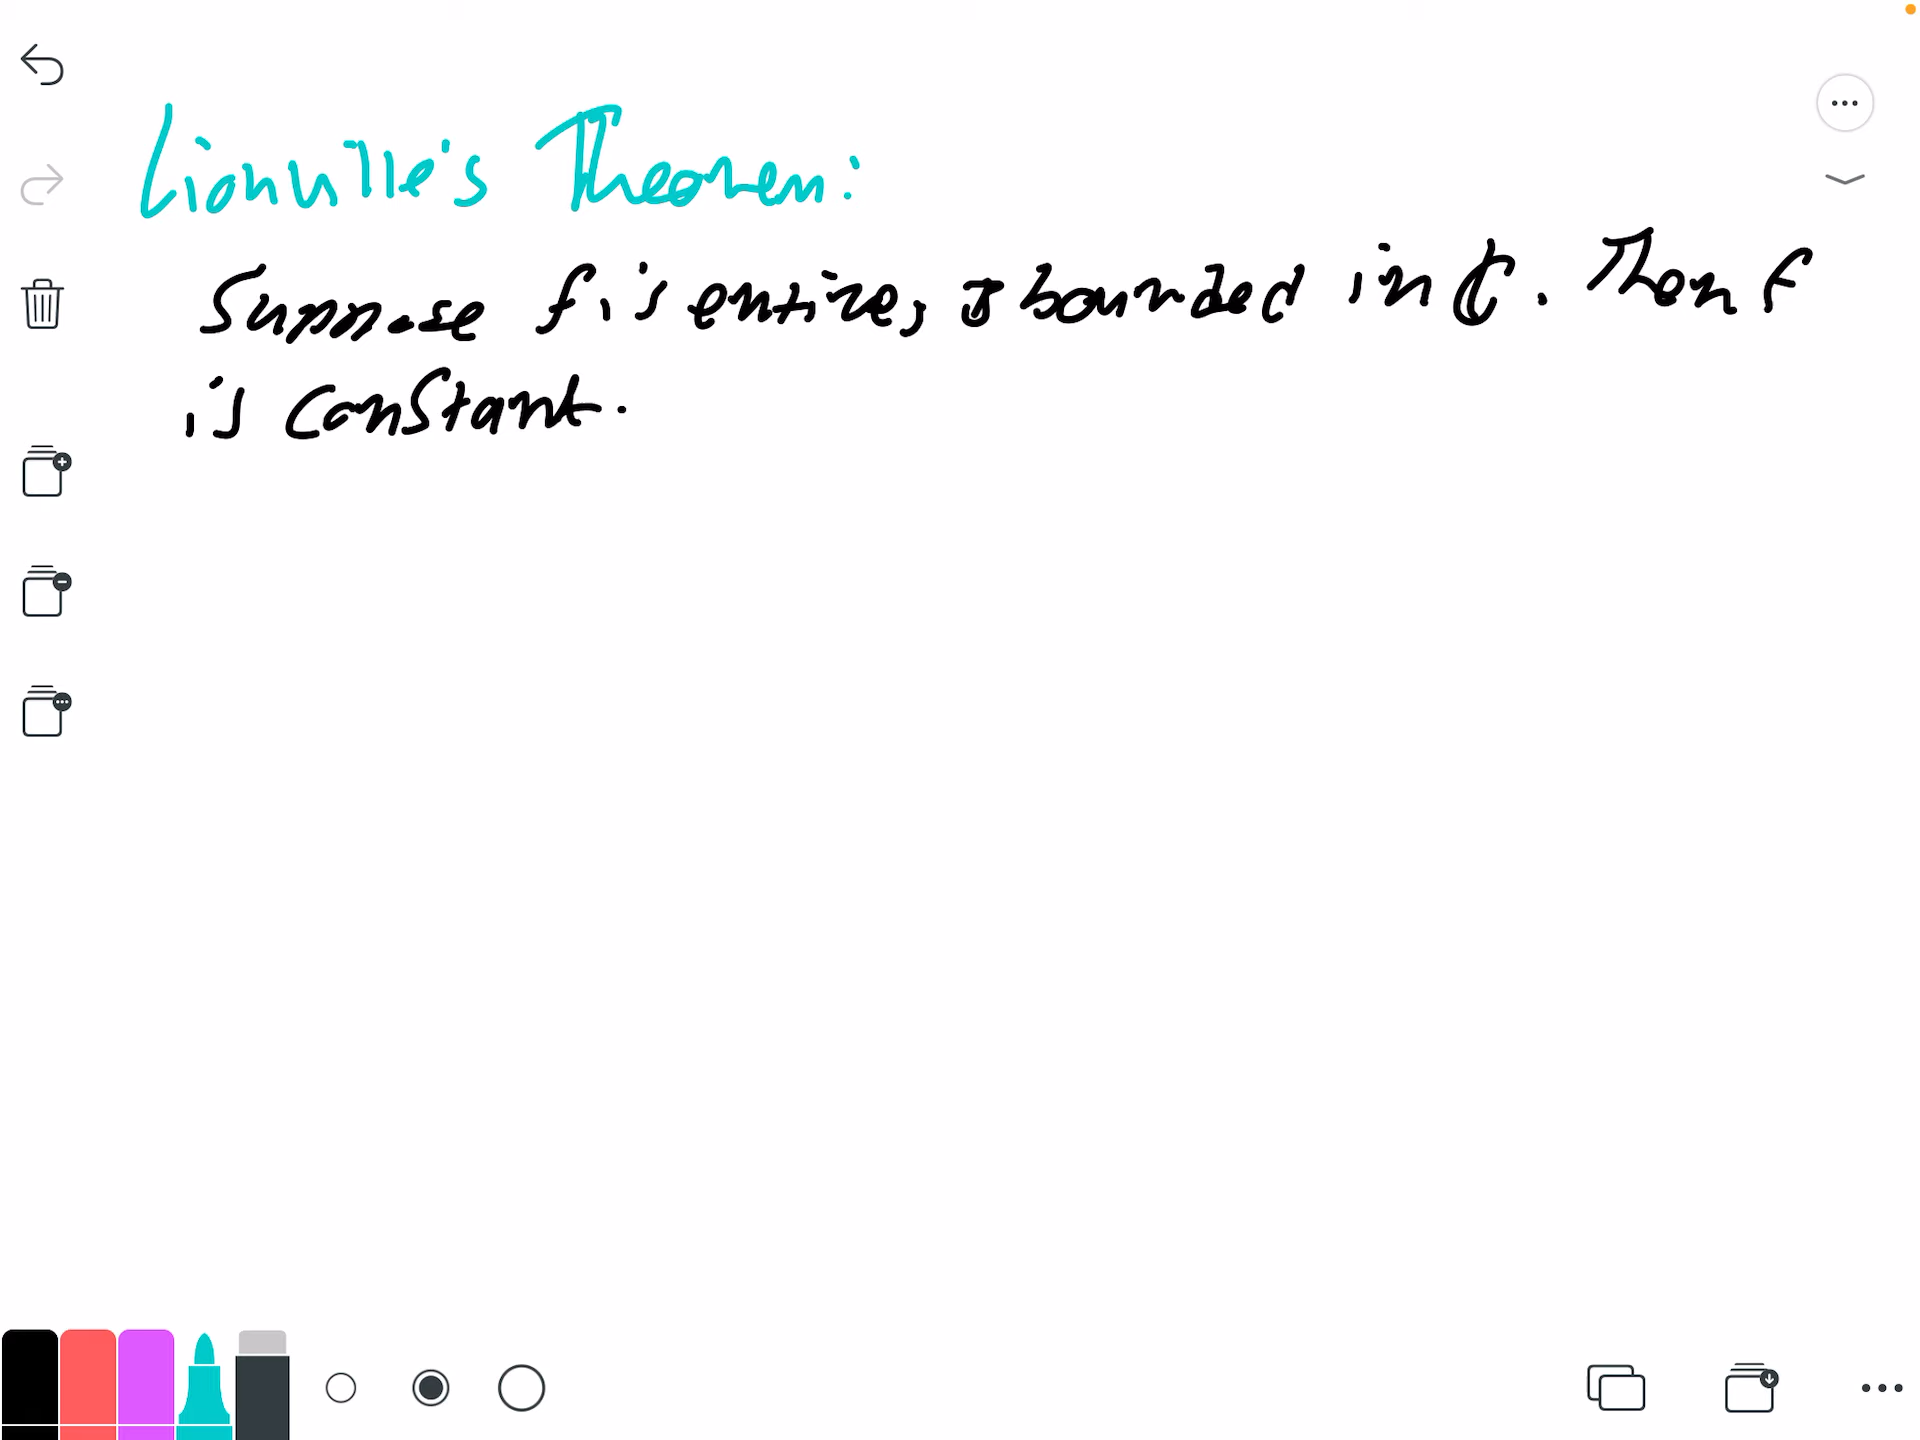 Liouville's Theorem:
Suppose f is entire, & bounded in ℂ. Then f
is constant.